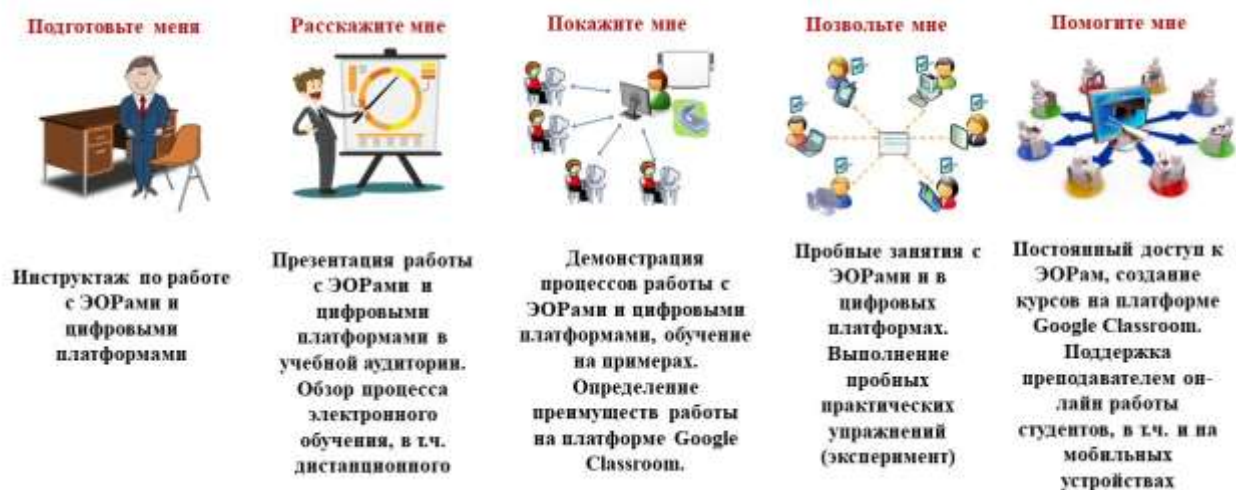 Подготовьте меня
Инструктаж по работе
с ЭОРами и
цифровыми
платформами
Расскажите мне
Презентация работы
с ЭОРами и
цифровыми
платформами в
учебной аудитории.
Обзор процесса
электронного
обучения, в т.ч.
дистанционного
Покажите мне
Демонстрация
процессов работы с
ЭОРами и цифровыми
платформами, обучение
на примерах.
Определение
преимуществ работы
на платформе Google
Classroom.
Позвольте мне
Пробные занятия с
ЭОРами и в
цифровых
платформах.
Выполнение
пробных
практических
упражнений
(эксперимент)
Помогите мне
Постоянный доступ к
ЭОРам, создание
курсов на платформе
Google Classroom.
Поддержка
преподавателем он-
лайн работы
студентов, в т.ч. и на
мобильных
устройствах